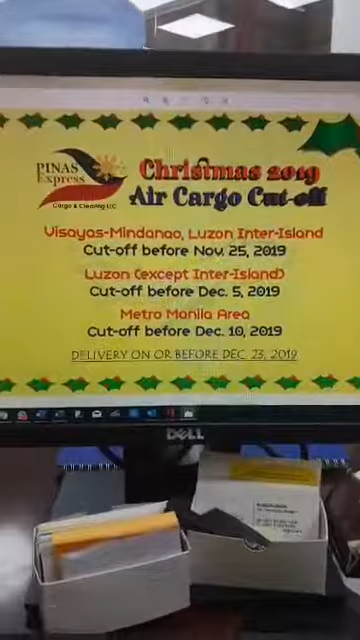 PINAS
Express
Cargo & Clearing LLC
Christmas 2019
Air Cargo Cut-off
Visayas-Mindanao, Luzon Inter-Island
Cut-off before Nov. 25, 2019
Luzon (except Inter-Island)
Cut-off before Dec. 5, 2019
Metro Manila Area
Cut-off before Dec. 10, 2019
DELIVERY ON OR BEFORE DEC. 23, 2019
DELL